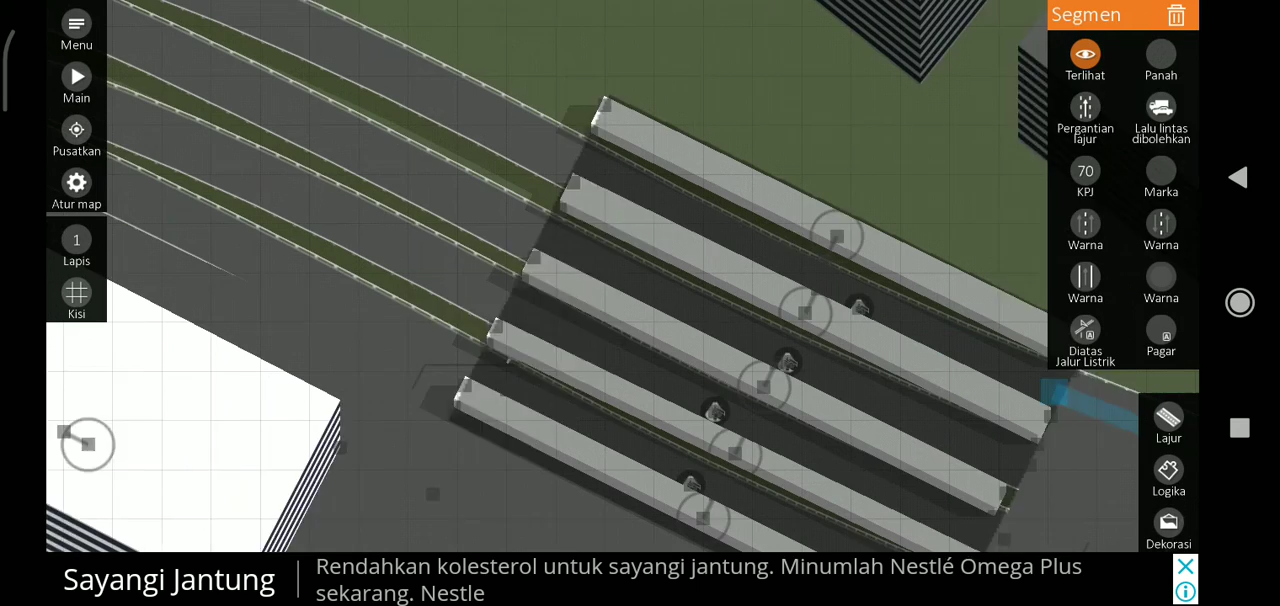 Menu
Main
Pusatkan
Atur map
1
Lapis
Kisi
Segmen
Terlihat
Panah
Pergantian
lajur
Lalu lintas
dibolehkan
70
KPJ
Marka
Warna
Warna
Warna
Warna
Diatas
Jalur Listrik
A
Pagar
A
Lajur
Logika
Dekorasi
Sayangi Jantung
Rendahkan kolesterol untuk sayangi jantung. Minumlah Nestlé Omega Plus
sekarang. Nestle